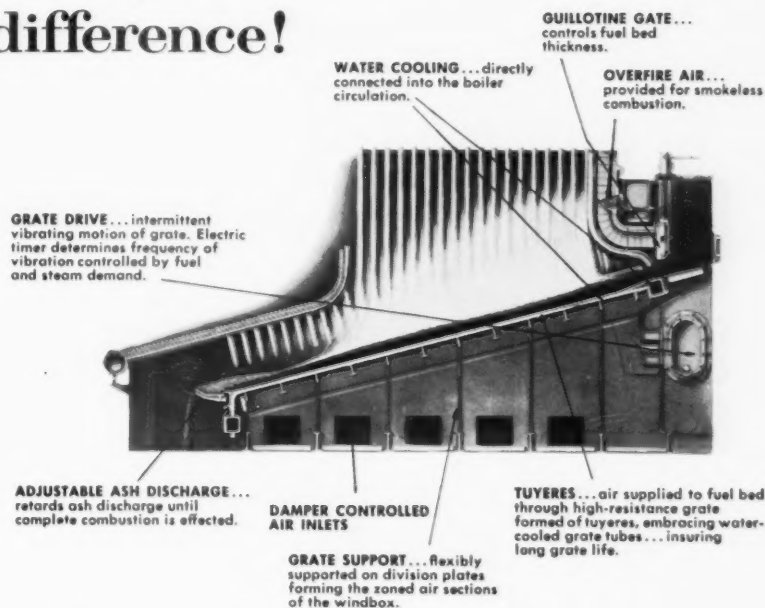 difference!
GUILLOTINE GATE...
controls fuel bed
thickness.
WATER COOLING...directly
connected into the boiler
circulation.
OVERFIRE AIR...
provided for smokeless
combustion.
GRATE DRIVE...intermittent
vibrating motion of grate. Electric
timer determines frequency of
vibration controlled by fuel
and steam demand.
ADJUSTABLE ASH DISCHARGE...
retards ash discharge until
complete combustion is effected.
DAMPER CONTROLLED
AIR INLETS
GRATE SUPPORT...flexibly
supported on division plates
forming the zoned air sections
of the windbox.
TUYERES...air supplied to fuel bed
through high-resistance grate
formed of tuyeres, embracing water-
cooled grate tubes...insuring
long grate life.